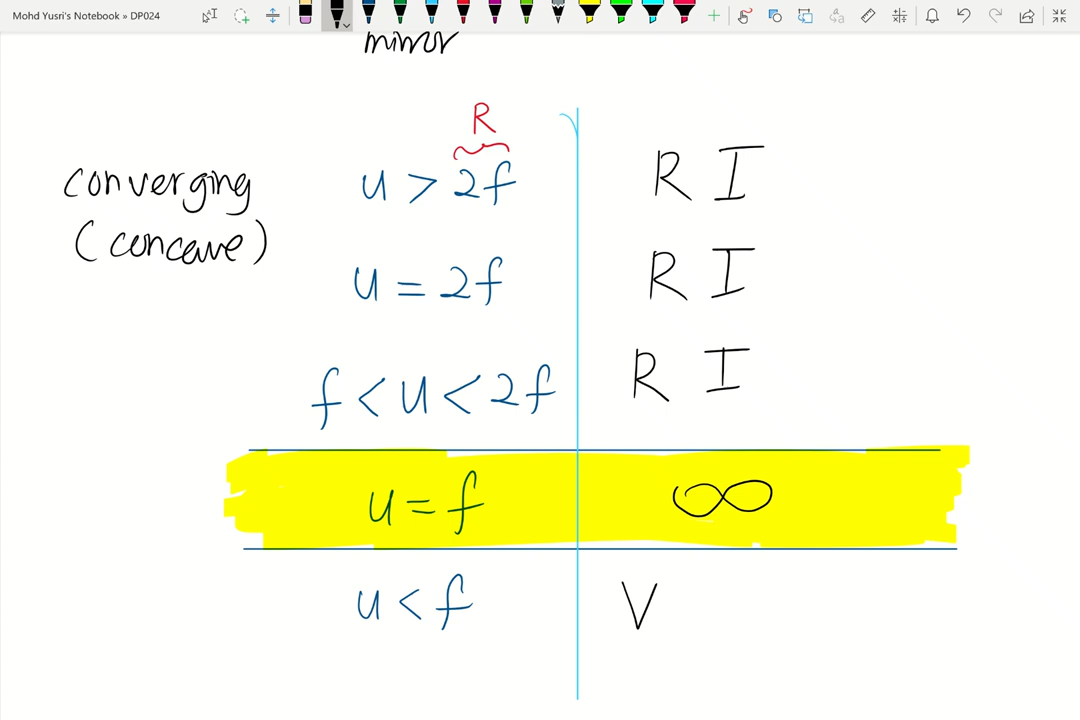 Mohd Yusri's Notebook » DP024
mirror
R
converging u > 2f R I
(concave)
u = 2f R I
f < u < 2f R I
u = f ∞
u < f V